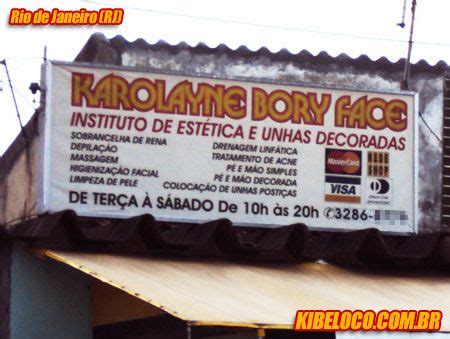 Rio de Janeiro (RJ)
KAROLAYNE BORY FACE
INSTITUTO DE ESTÉTICA E UNHAS DECORADAS
SOBRANCELHA DE RENA
DEPILAÇÃO
MASSAGEM
HIGIENIZAÇÃO FACIAL
LIMPEZA DE PELE
DRENAGEM LINFÁTICA
TRATAMENTO DE ACNE
PÉ E MÃO SIMPLES
PÉ E MÃO DECORADA
COLOCAÇÃO DE UNHAS POSTIÇAS
MasterCard
VISA
DE TERÇA À SÁBADO De 10h às 20h ✆3286-
KIBELOCO.COM.BR